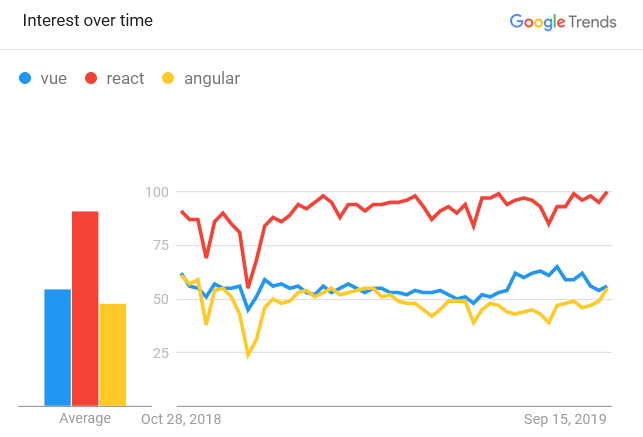 Interest over time
Google Trends
vue react angular
100
75
50
25
Average
Oct 28, 2018
Sep 15, 2019